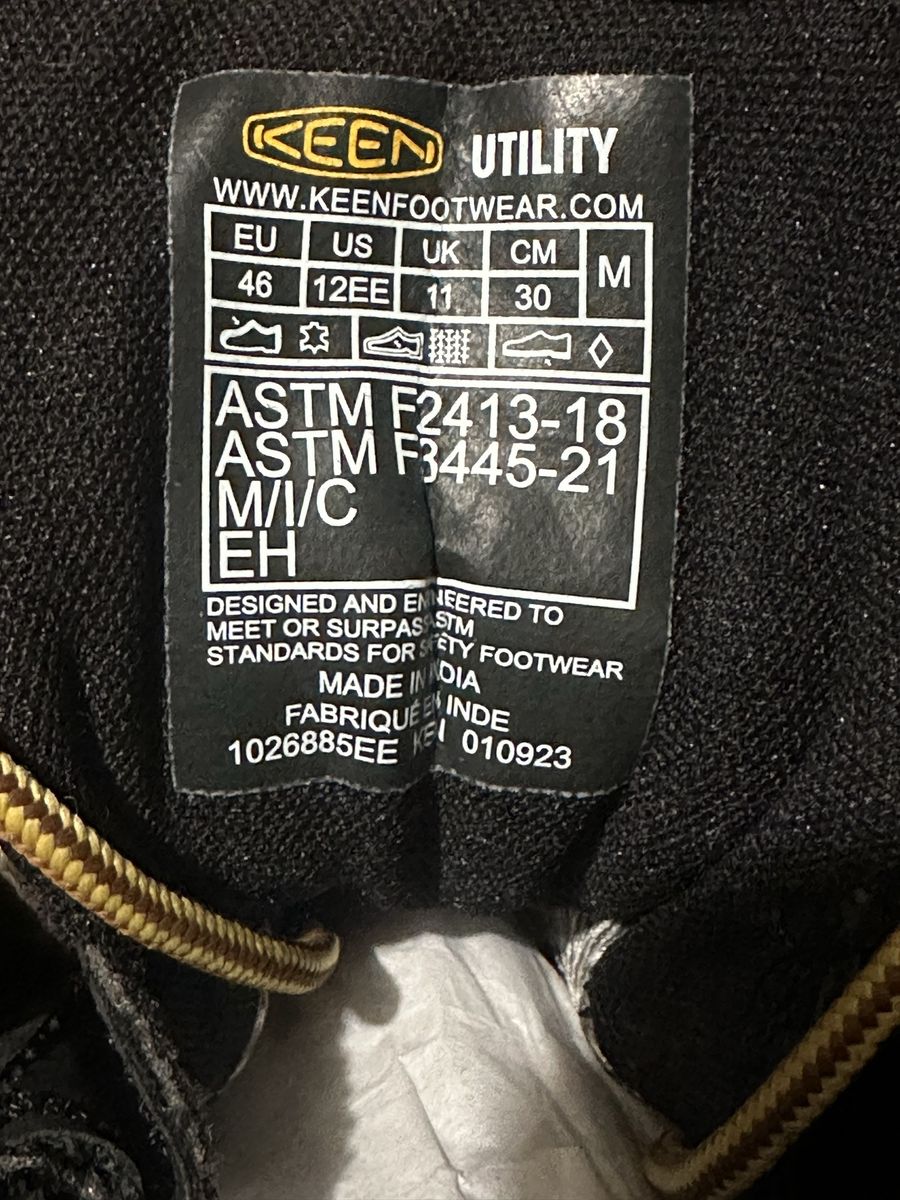 KEEN UTILITY
WWW.KEENFOOTWEAR.COM
EU US UK CM M
46 12EE 11 30
ASTM F2413-18
ASTM F3445-21
M/I/C
EH
DESIGNED AND ENGINEERED TO
MEET OR SURPASS ASTM
STANDARDS FOR SAFETY FOOTWEAR
MADE IN INDIA
FABRIQUÉ EN INDE
1026885EE 010923